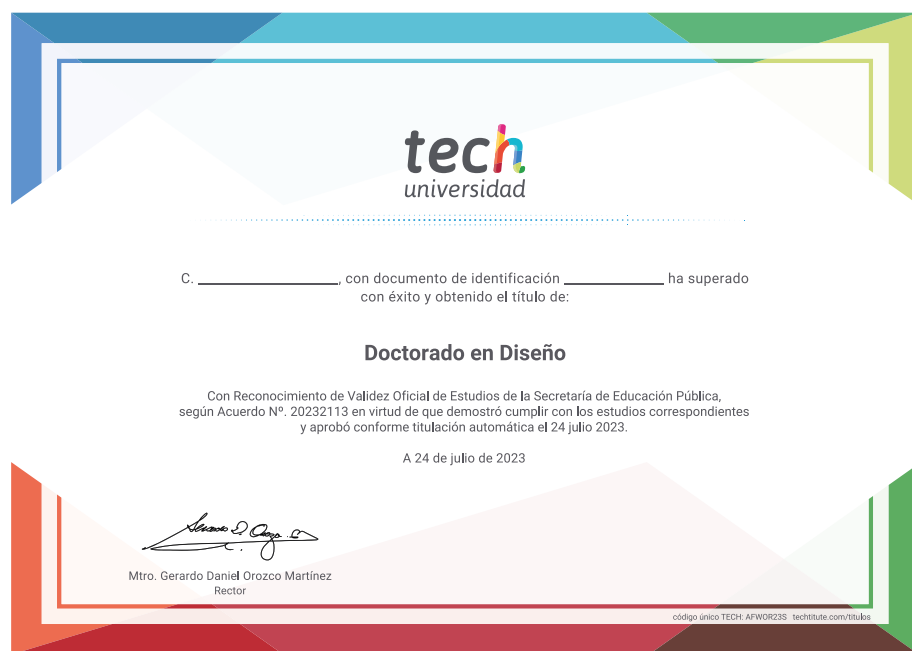 tech
universidad
C. ____________, con documento de identificación ____________ ha superado
con éxito y obtenido el título de:
Doctorado en Diseño
Con Reconocimiento de Validez Oficial de Estudios de la Secretaría de Educación Pública,
según Acuerdo Nº. 20232113 en virtud de que demostró cumplir con los estudios correspondientes
y aprobó conforme titulación automática el 24 julio 2023.
A 24 de julio de 2023
Mtro. Gerardo Daniel Orozco Martínez
Rector
código único TECH: AFWOR23S techtitute.com/titulos